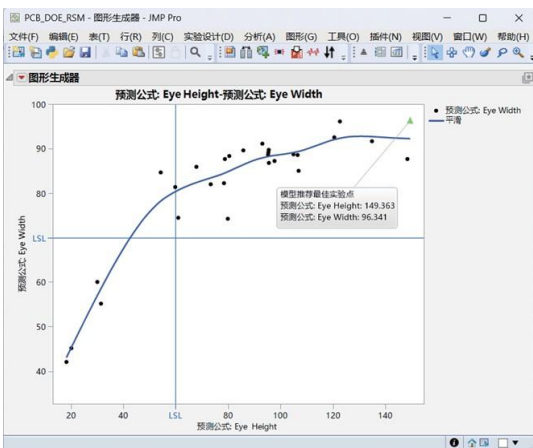 PCB_DOE_RSM - 图形生成器 - JMP Pro
文件(F) 编辑(E) 表(T) 行(R) 列(C) 实验设计(D) 分析(A) 图形(G) 工具(O) 插件(N) 视图(V) 窗口(W) 帮助(H)
图形生成器
预测公式: Eye Height-预测公式: Eye Width
100
90
80
LSL
60
50
40
预测公式: Eye Width
预测公式: Eye Width
平滑
模型推荐最佳实验点
预测公式: Eye Height: 149.363
预测公式: Eye Width: 96.341
20 40 LSL 80 100 120 140
预测公式: Eye Height